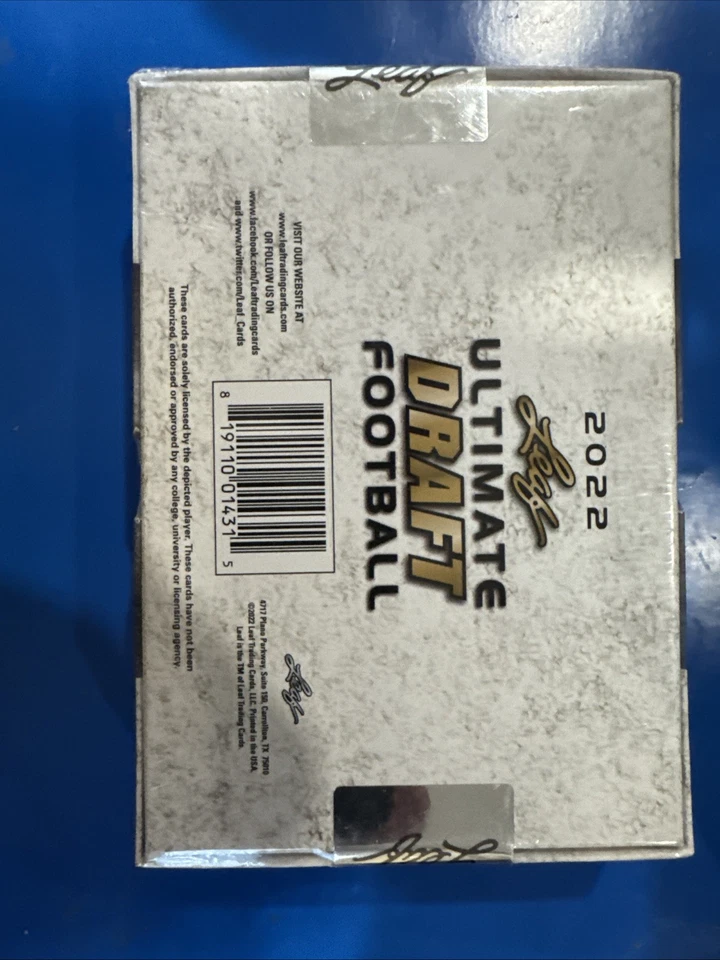 2022
Leaf
ULTIMATE
DRAFT
FOOTBALL
VISIT OUR WEBSITE AT
www.leaftradingcards.com
OR FOLLOW US ON
www.facebook.com/Leaftradingcards
and www.twitter.com/Leaf_Cards
8 19110 01431 5
Leaf
4717 Plano Parkway, Suite 150, Carrollton, TX 75010
©2022 Leaf Trading Cards, LLC. Printed in the USA.
Leaf is the TM of Leaf Trading Cards.
These cards are solely licensed by the depicted player. These cards have not been
authorized, endorsed or approved by any college, university or licensing agency.
Leaf
Leaf